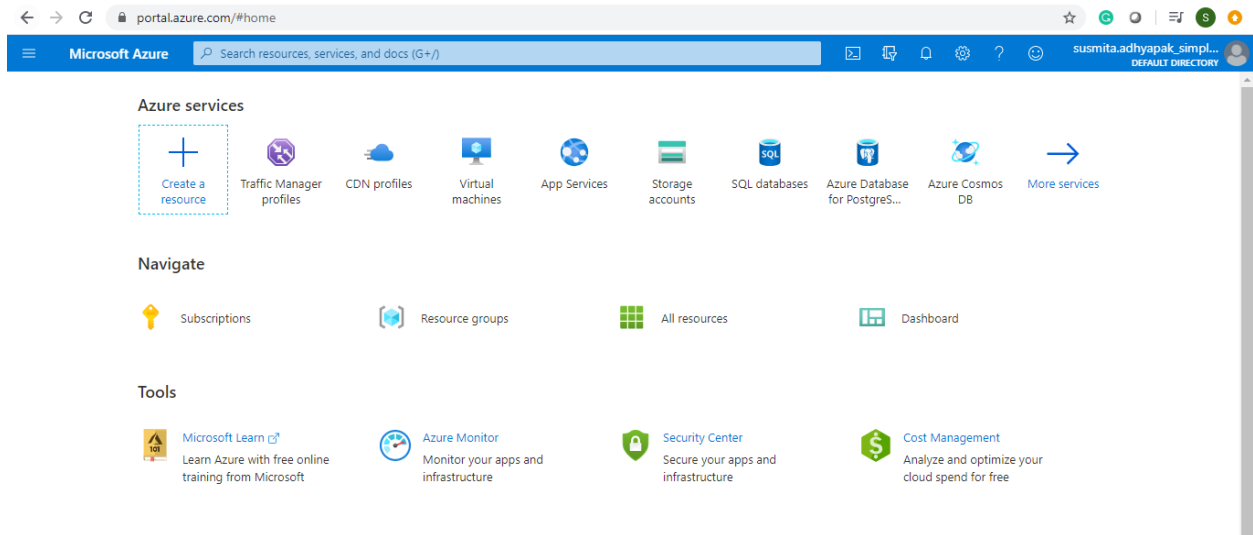 portal.azure.com/#home
S
Microsoft Azure
Search resources, services, and docs (G+/)
susmita.adhyapak_simpl...
DEFAULT DIRECTORY
Azure services
Create a
resource
Traffic Manager
profiles
CDN profiles
Virtual
machines
App Services
Storage
accounts
SQL
SQL databases
Azure Database
for PostgreS...
Azure Cosmos
DB
More services
Navigate
Subscriptions
Resource groups
All resources
Dashboard
Tools
101
Microsoft Learn
Learn Azure with free online
training from Microsoft
Azure Monitor
Monitor your apps and
infrastructure
Security Center
Secure your apps and
infrastructure
Cost Management
Analyze and optimize your
cloud spend for free